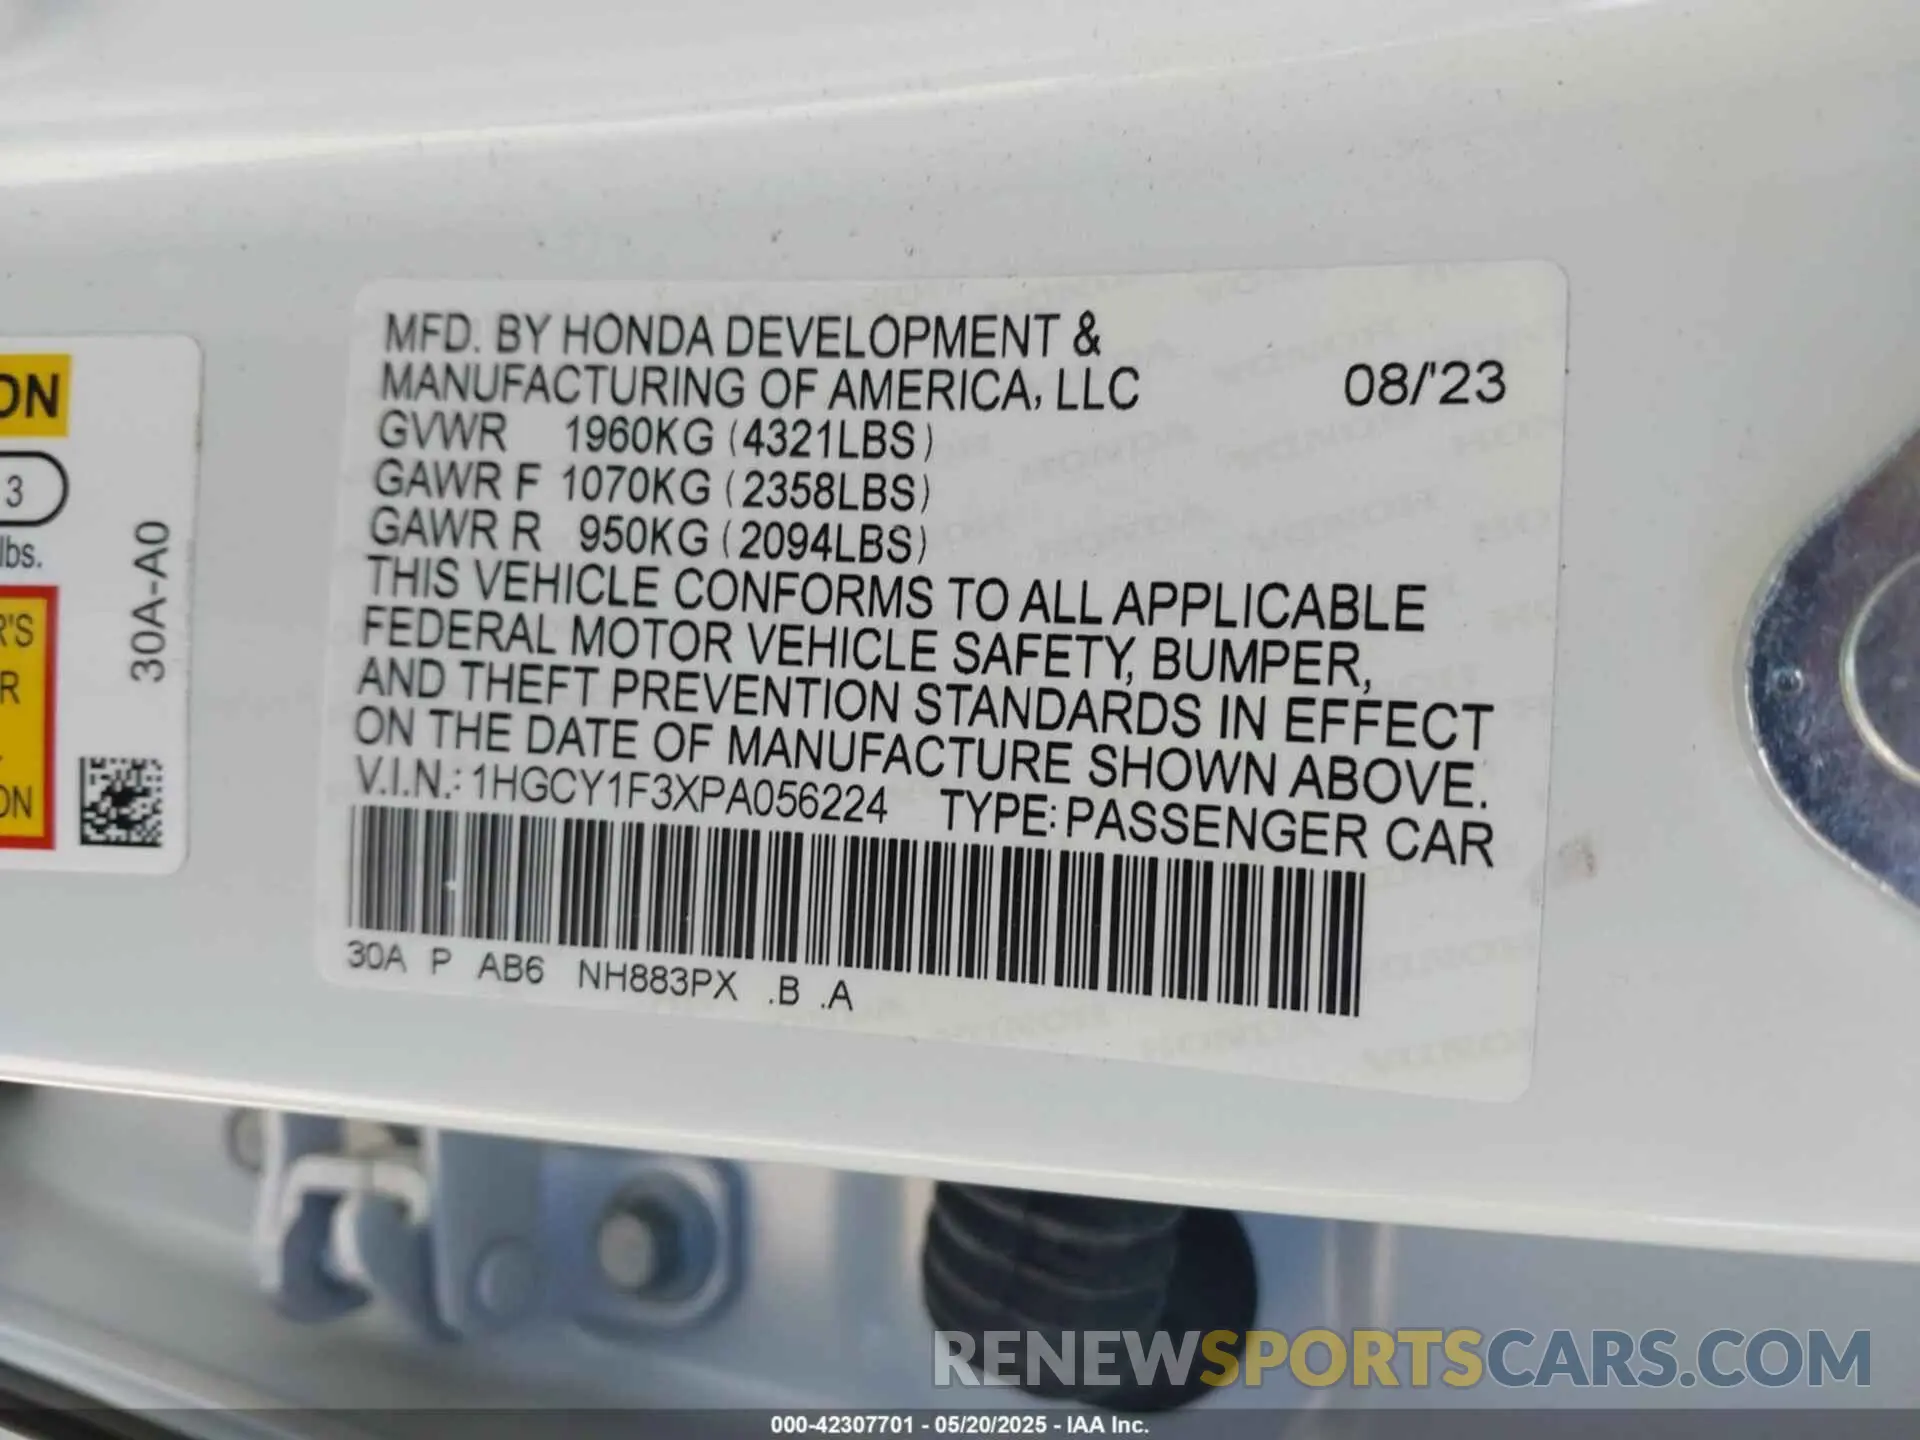 MFD. BY HONDA DEVELOPMENT &
MANUFACTURING OF AMERICA, LLC 08/'23
GVWR 1960KG (4321LBS)
GAWR F 1070KG (2358LBS)
GAWR R 950KG (2094LBS)
THIS VEHICLE CONFORMS TO ALL APPLICABLE
FEDERAL MOTOR VEHICLE SAFETY, BUMPER,
AND THEFT PREVENTION STANDARDS IN EFFECT
ON THE DATE OF MANUFACTURE SHOWN ABOVE.
V.I.N.: 1HGCY1F3XPA056224 TYPE: PASSENGER CAR
30A P AB6 NH883PX .B .A
ON
3
lbs.
R'S
R
ON
30A-A0
RENEWSPORTSCARS.COM
000-42307701 - 05/20/2025 - IAA Inc.